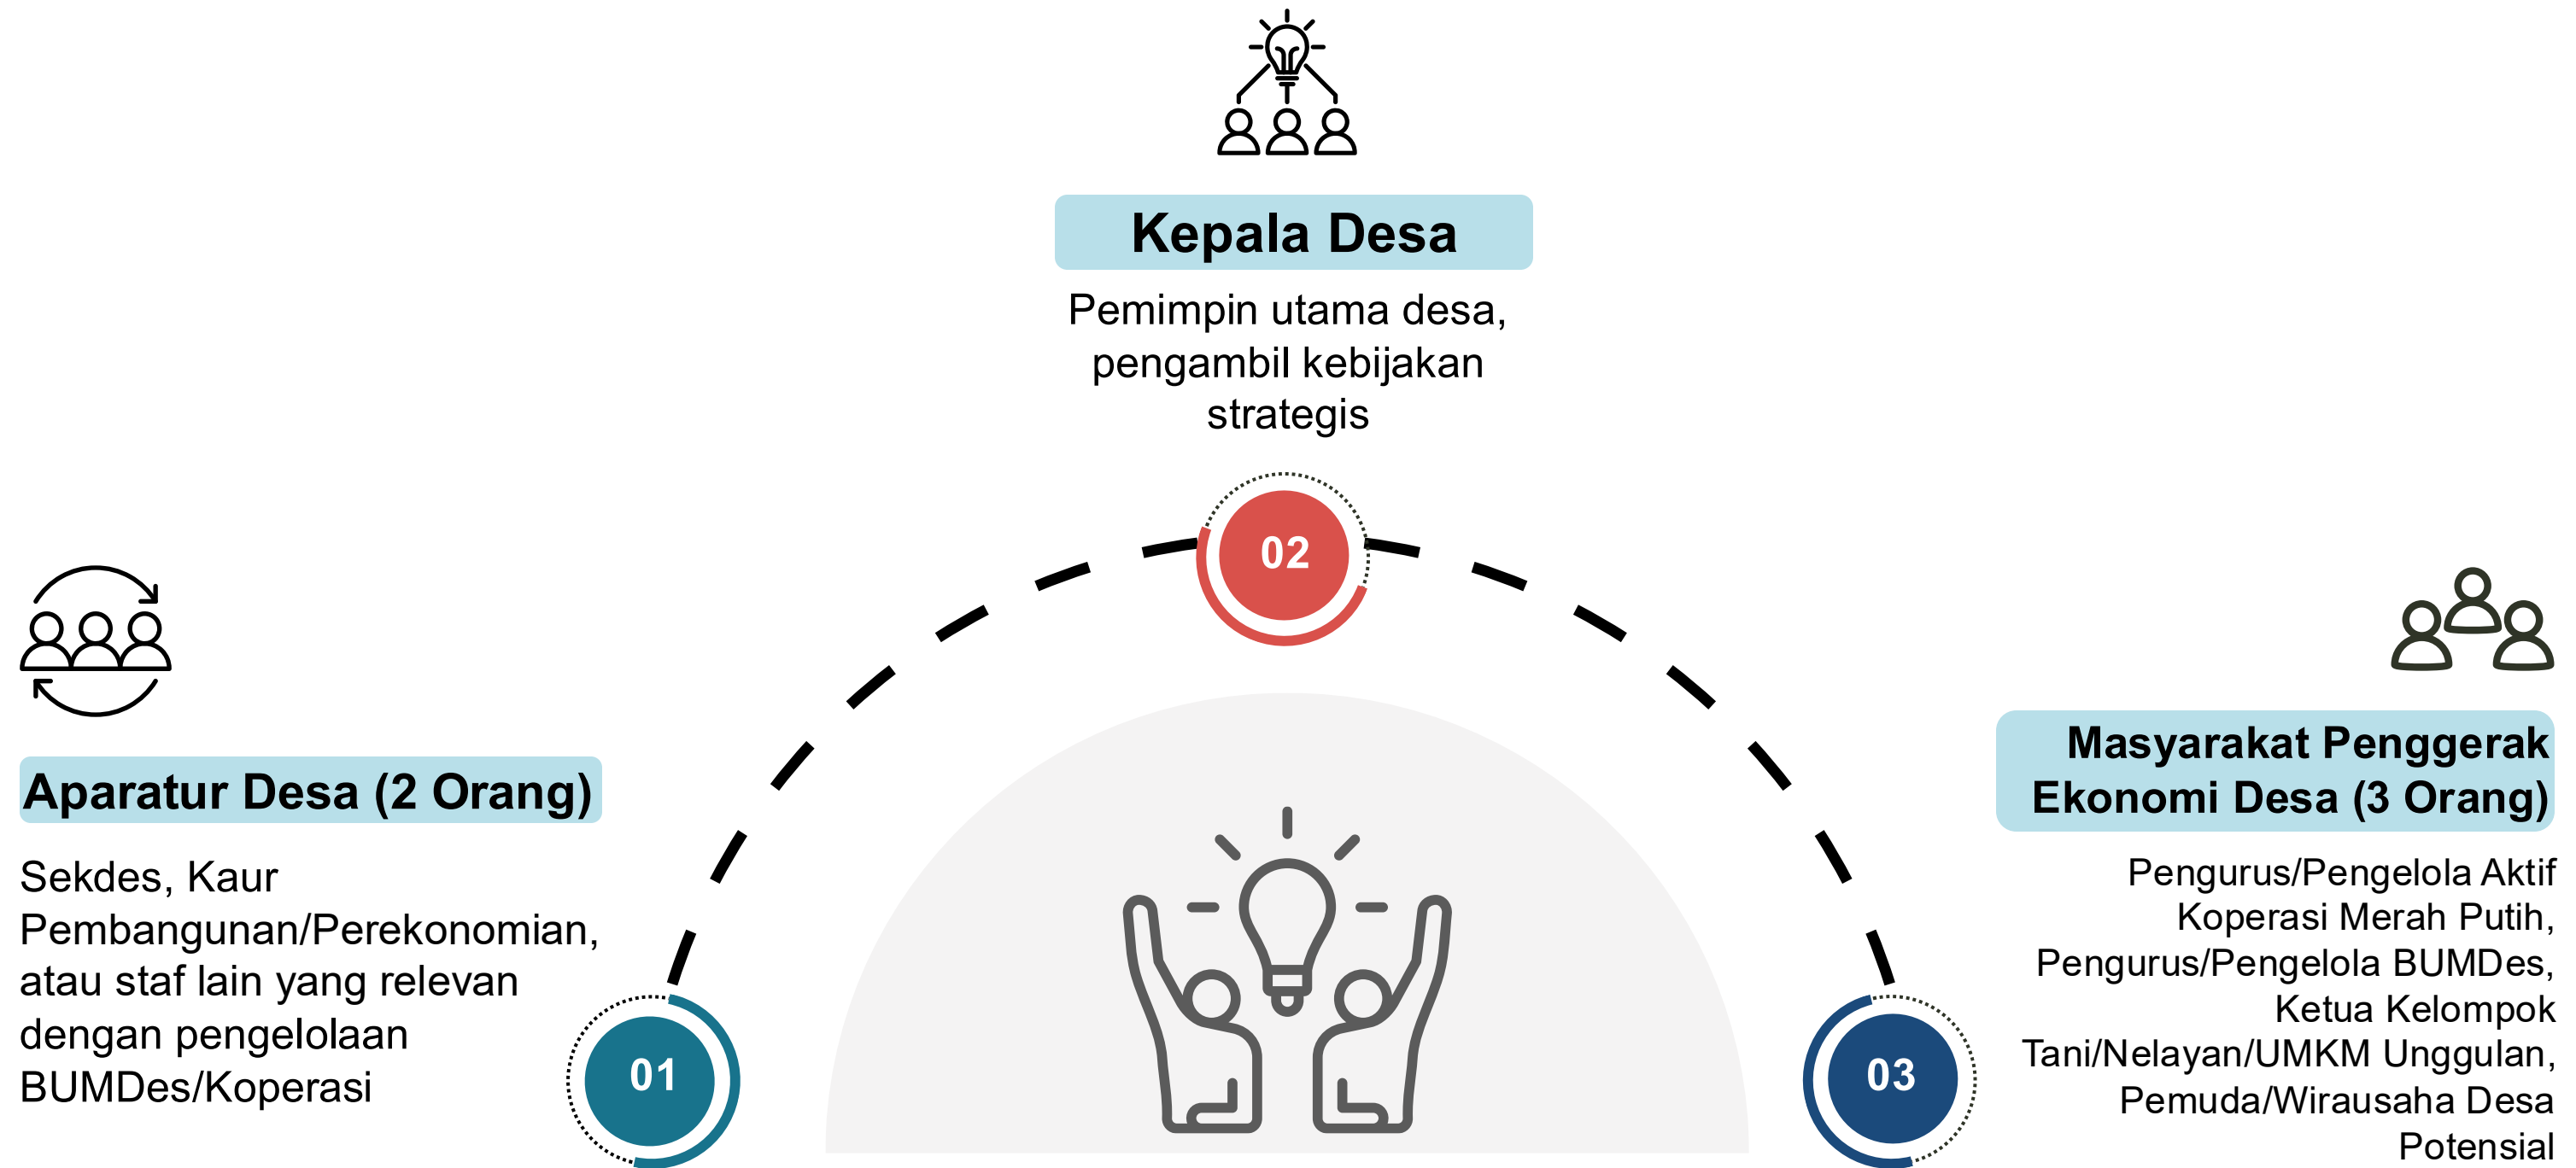 Kepala Desa
Pemimpin utama desa,
pengambil kebijakan
strategis
02
Aparatur Desa (2 Orang)
Sekdes, Kaur
Pembangunan/Perekonomian,
atau staf lain yang relevan
dengan pengelolaan
BUMDes/Koperasi
01
Masyarakat Penggerak
Ekonomi Desa (3 Orang)
Pengurus/Pengelola Aktif
Koperasi Merah Putih,
Pengurus/Pengelola BUMDes,
Ketua Kelompok
Tani/Nelayan/UMKM Unggulan,
Pemuda/Wirausaha Desa
Potensial
03